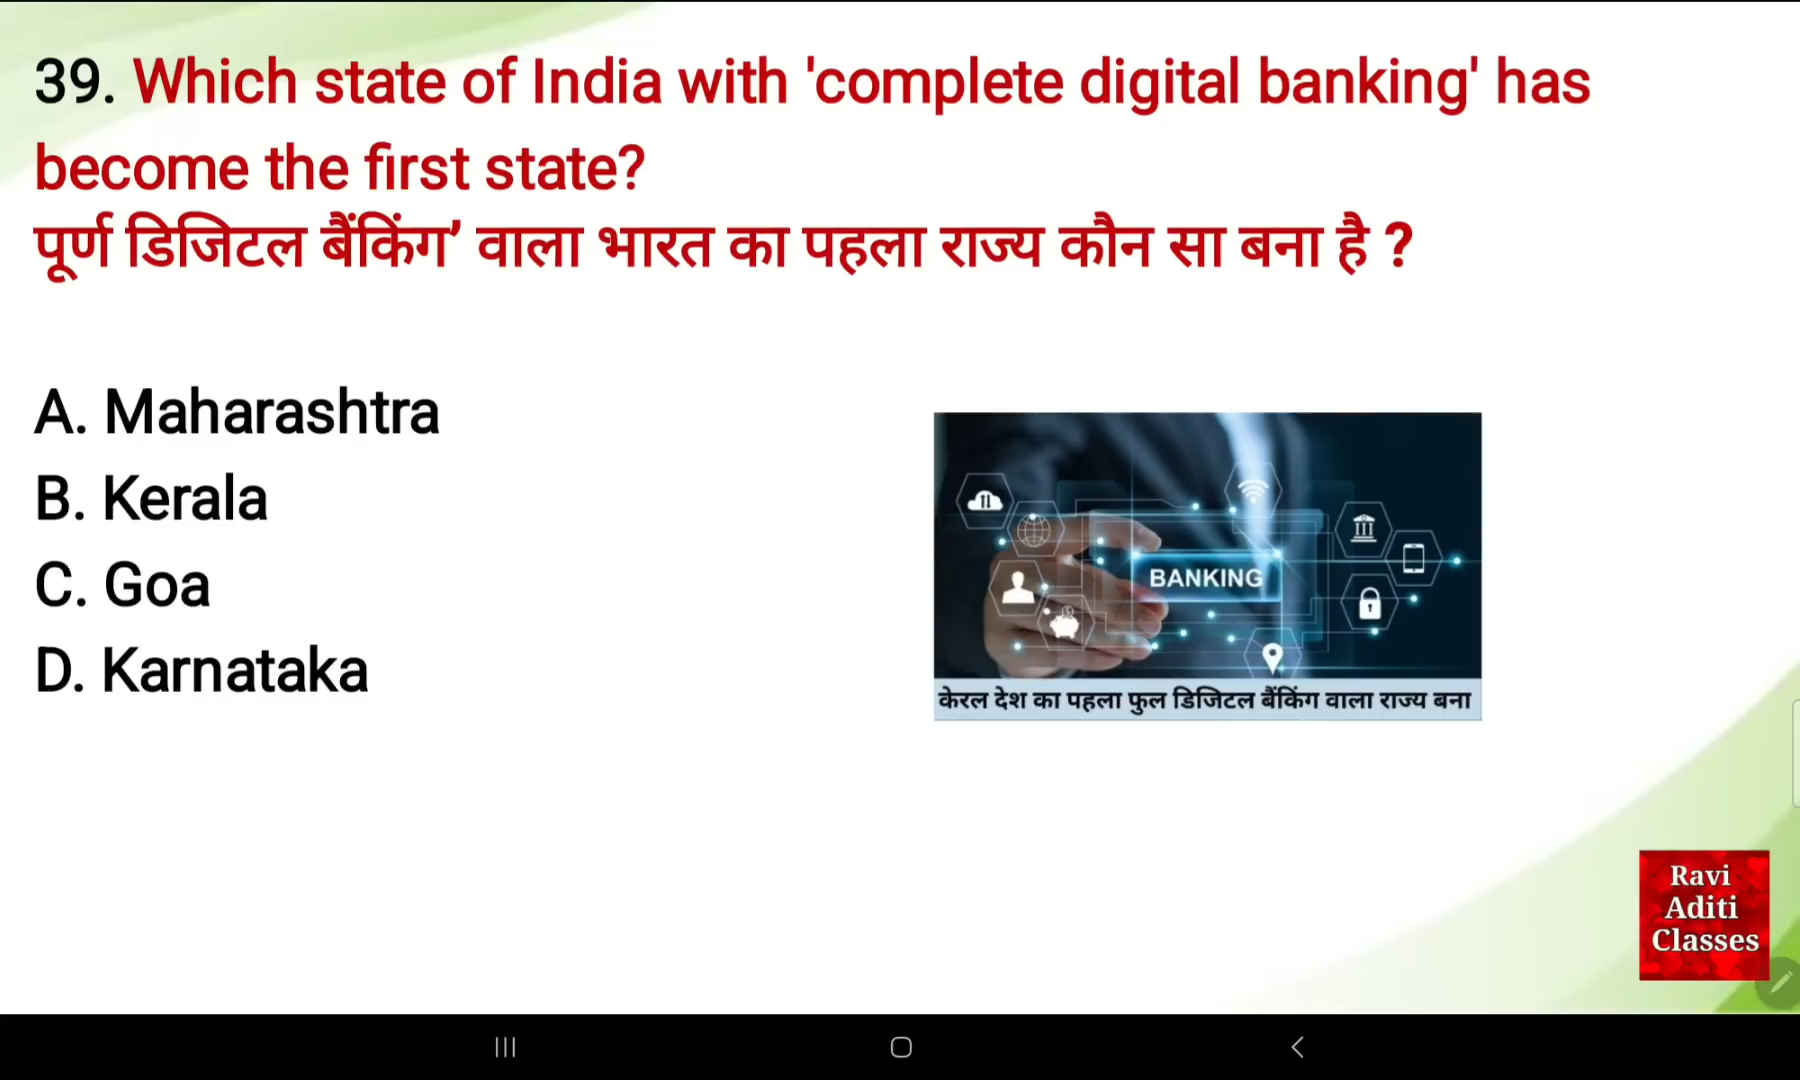 39. Which state of India with 'complete digital banking' has
become the first state?
पूर्ण डिजिटल बैंकिंग’ वाला भारत का पहला राज्य कौन सा बना है ?
A. Maharashtra
B. Kerala
C. Goa
D. Karnataka
BANKING
केरल देश का पहला फुल डिजिटल बैंकिंग वाला राज्य बना
Ravi
Aditi
Classes